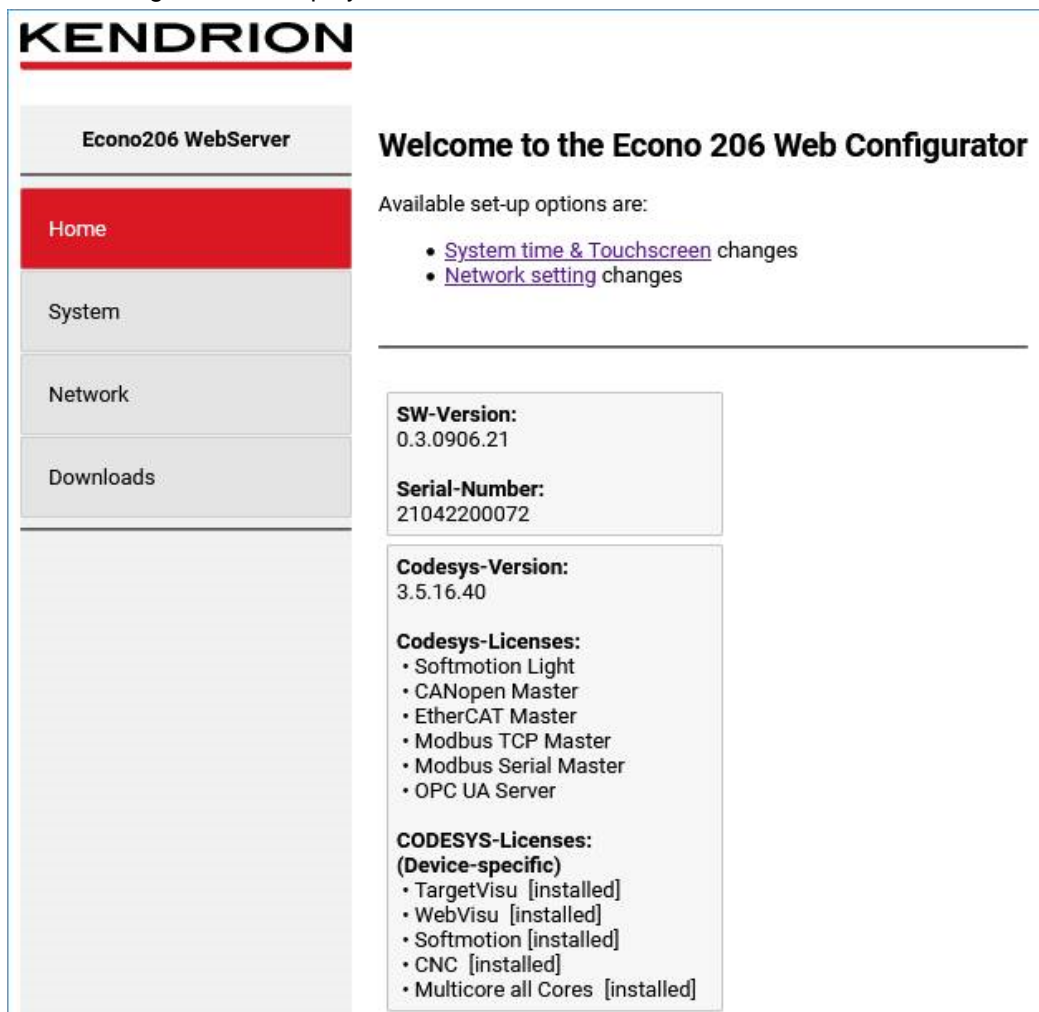 KENDRION
Econo206 WebServer
Home
System
Network
Downloads
Welcome to the Econo 206 Web Configurator
Available set-up options are:
• System time & Touchscreen changes
• Network setting changes
SW-Version:
0.3.0906.21
Serial-Number:
21042200072
Codesys-Version:
3.5.16.40
Codesys-Licenses:
• Softmotion Light
• CANopen Master
• EtherCAT Master
• Modbus TCP Master
• Modbus Serial Master
• OPC UA Server
CODESYS-Licenses:
(Device-specific)
• TargetVisu [installed]
• WebVisu [installed]
• Softmotion [installed]
• CNC [installed]
• Multicore all Cores [installed]